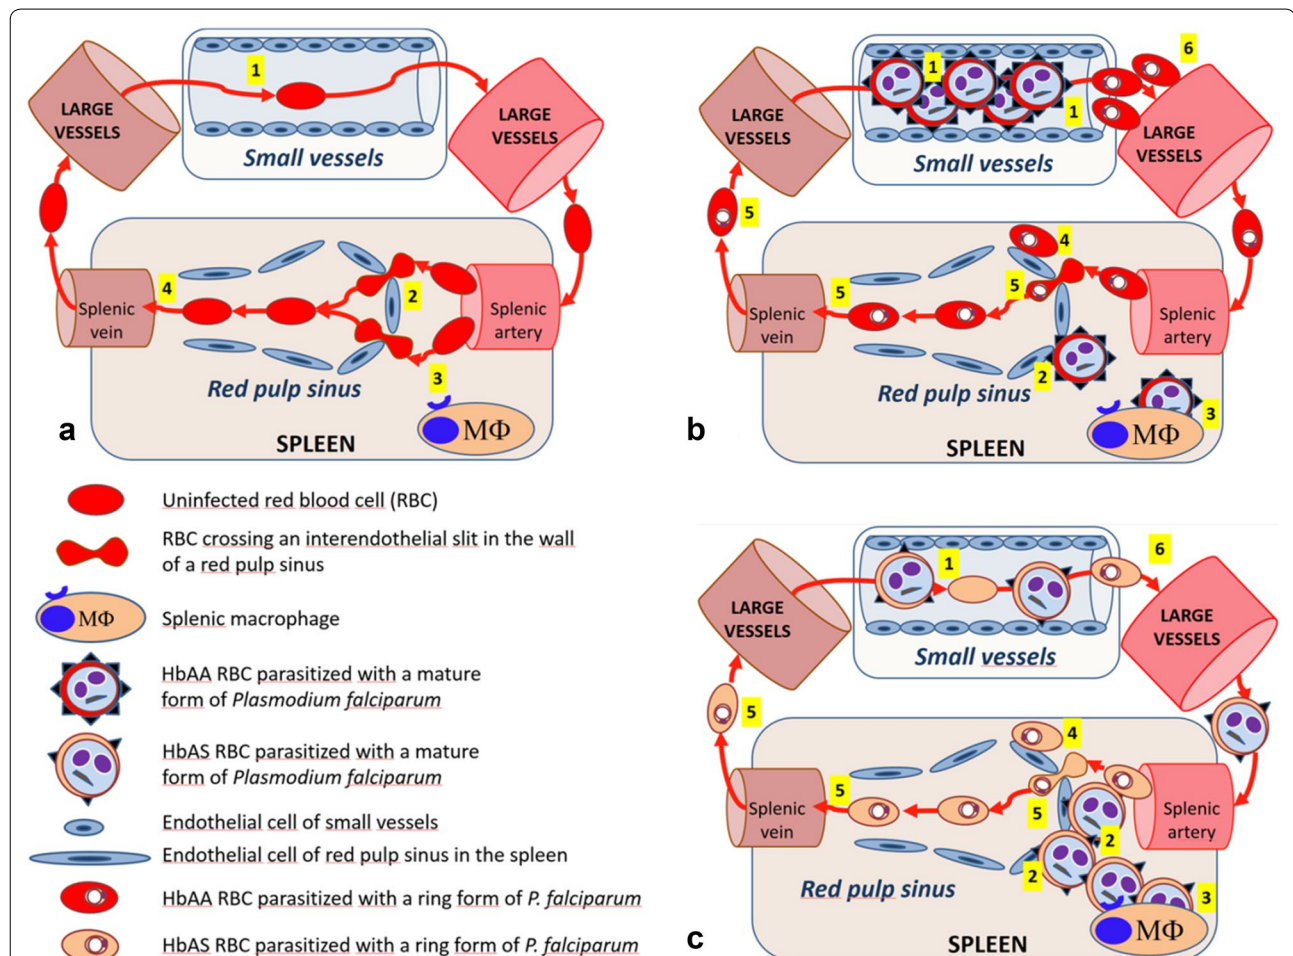 1
LARGE
VESSELS
LARGE
VESSELS
Small vessels
4
2
Splenic
vein
Splenic
artery
Red pulp sinus
3
MΦ
a
SPLEEN
6
1
1
LARGE
VESSELS
LARGE
VESSELS
Small vessels
5
4
5
5
Splenic
vein
Splenic
artery
Red pulp sinus
2
3
MΦ
b
SPLEEN
Uninfected red blood cell (RBC)
RBC crossing an interendothelial slit in the wall
of a red pulp sinus
MΦ
Splenic macrophage
HbAA RBC parasitized with a mature
form of Plasmodium falciparum
HbAS RBC parasitized with a mature
form of Plasmodium falciparum
Endothelial cell of small vessels
Endothelial cell of red pulp sinus in the spleen
HbAA RBC parasitized with a ring form of P. falciparum
HbAS RBC parasitized with a ring form of P. falciparum
1
6
LARGE
VESSELS
LARGE
VESSELS
Small vessels
5
4
5
5
Splenic
vein
Splenic
artery
2
2
Red pulp sinus
3
MΦ
c
SPLEEN